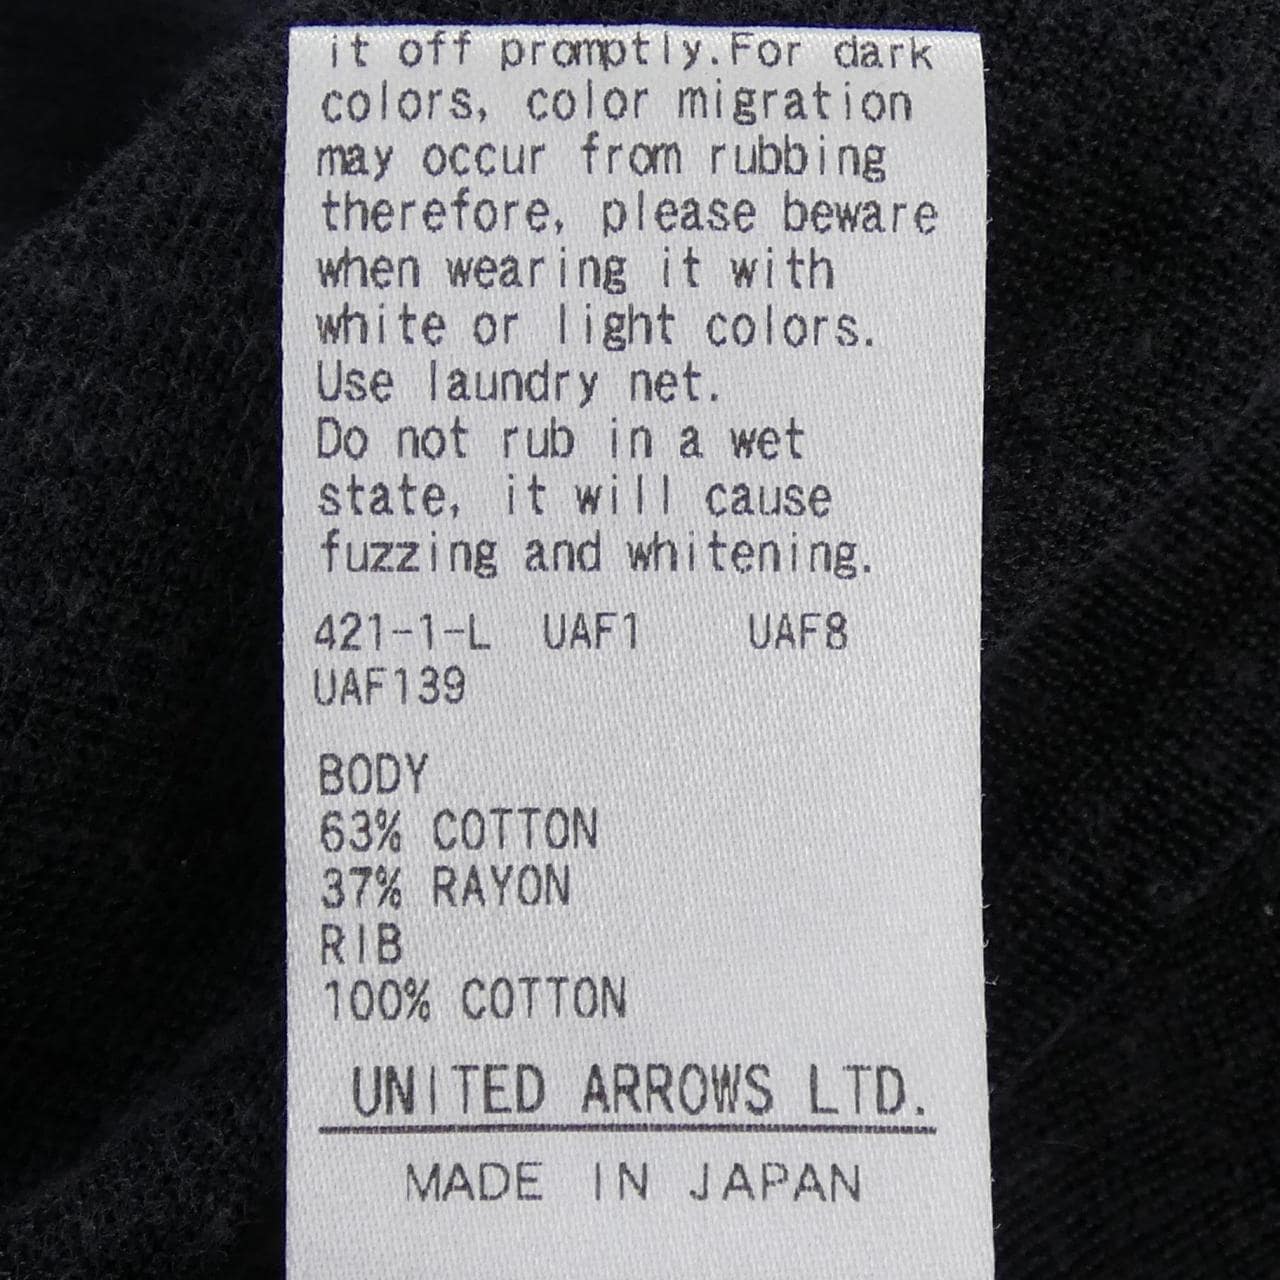 it off promptly.For dark
colors, color migration
may occur from rubbing
therefore, please beware
when wearing it with
white or light colors.
Use laundry net.
Do not rub in a wet
state, it will cause
fuzzing and whitening.
421-1-L UAF1 UAF8
UAF139
BODY
63% COTTON
37% RAYON
RIB
100% COTTON
UNITED ARROWS LTD.
MADE IN JAPAN